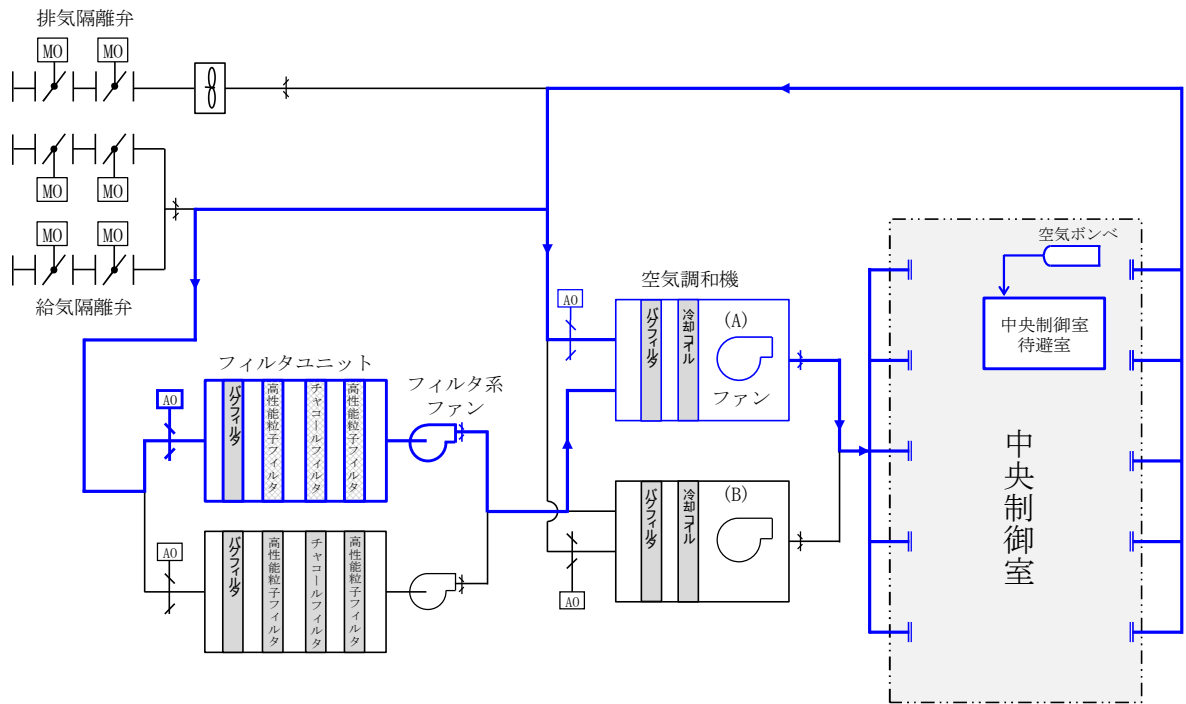 排気隔離弁
MO
MO
MO
MO
MO
MO
給気隔離弁
空気ボンベ
中央制御室
待避室
中央制御室
空気調和機
AO
バグフィルタ
冷却コイル
(A)
ファン
フィルタユニット
フィルタ系
ファン
AO
バグフィルタ
高性能粒子フィルタ
チャコールフィルタ
高性能粒子フィルタ
バグフィルタ
冷却コイル
(B)
AO
AO
バグフィルタ
高性能粒子フィルタ
チャコールフィルタ
高性能粒子フィルタ